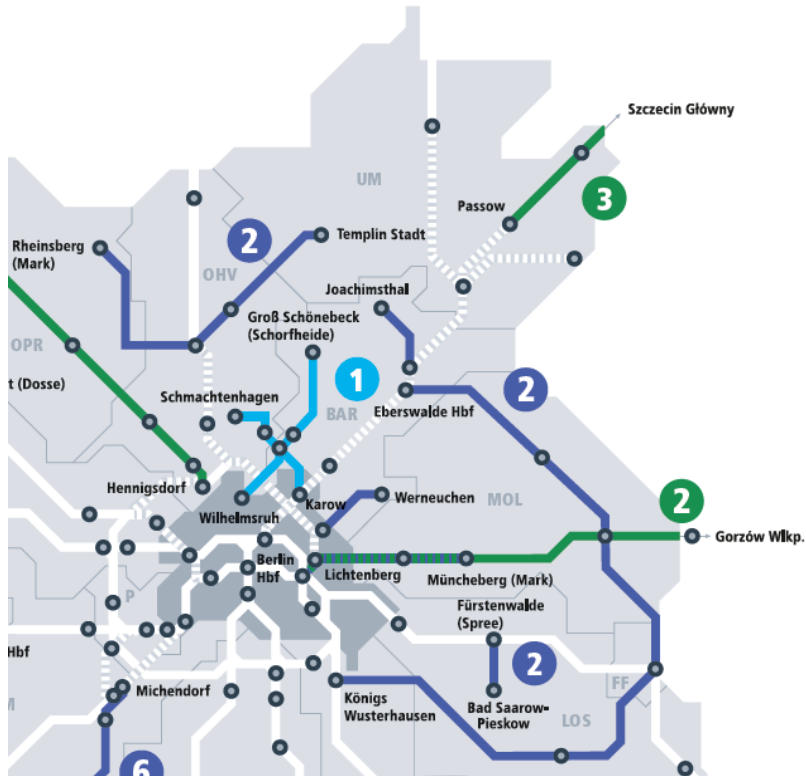 Szczecin Główny
UM
Passow
3
2
Templin Stadt
Rheinsberg
(Mark)
OHV
Joachimsthal
Groß Schönebeck
(Schorfheide)
OPR
1
t (Dosse)
Schmachtenhagen
2
BAR
Eberswalde Hbf
Hennigsdorf
Karow
Werneuchen
MOL
2
Wilhelmsruh
Gorzów Wlkp.
Berlin
Hbf
Lichtenberg
Müncheberg (Mark)
P
Fürstenwalde
(Spree)
Hbf
2
FF
M
Michendorf
Königs
Wusterhausen
Bad Saarow-
Pieskow
LOS
6